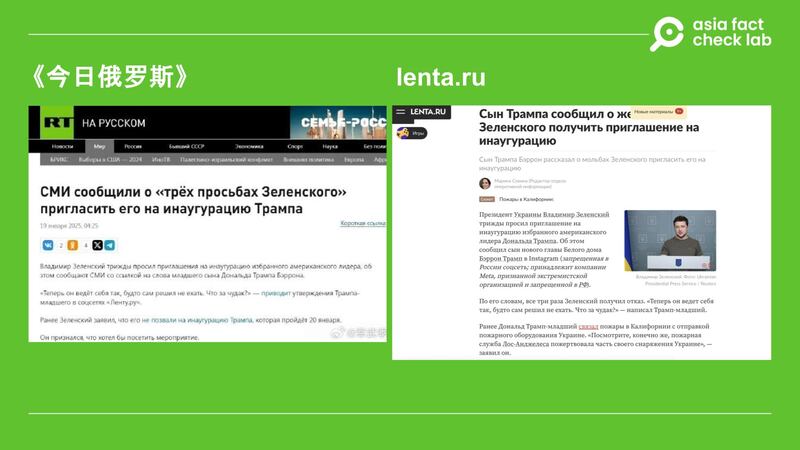 asia fact
check lab
《今日俄罗斯》
lenta.ru
RT НА РУССКОМ
СЕМЬЕ-РОСС
Новости Мир Россия Бывший СССР Экономика Спорт Наука Без поли
БРИКС Выборы в США — 2024 ИноТВ Палестино-израильский конфликт Внешняя политика Европа Афри
СМИ сообщили о «трёх просьбах Зеленского»
пригласить его на инаугурацию Трампа
19 января 2025, 04:25
Короткая ссылка
2 4
Владимир Зеленский трижды просил приглашения на инаугурацию избранного американского лидера, об
этом сообщают СМИ со ссылкой на слова младшего сына Дональда Трампа Бэррона.
«Теперь он ведёт себя так, будто сам решил не ехать. Что за чудак?» — приводит утверждения Трампа-
младшего в соцсетях «Лента.ру».
Ранее Зеленский заявил, что его не позвали на инаугурацию Трампа, которая пройдёт 20 января.
Он признался, что хотел бы посетить мероприятие.
LENTA.RU
Игры
Новые материалы
Сын Трампа сообщил о же
Зеленского получить приглашение на
инаугурацию
Сын Трампа Бэррон рассказал о мольбах Зеленского пригласить его на
инаугурацию
Марина Совина (Редактор отдела
оперативной информации)
Сюжет Пожары в Калифорнии:
Президент Украины Владимир Зеленский
трижды просил приглашение на
инаугурацию избранного американского
лидера Дональда Трампа. Об этом
сообщил сын нового главы Белого дома
Бэррон Трамп в Instagram (запрещенная в
России соцсеть; принадлежит компании
Meta, признанной экстремистской
организацией и запрещенной в РФ).
Владимир Зеленский. Фото: Ukrainian
Presidential Press Service / Reuters
По его словам, все три раза Зеленский получил отказ. «Теперь он ведет себя
так, будто сам решил не ехать. Что за чудак?» — написал Трамп-младший.
Ранее Дональд Трамп-младший связал пожары в Калифорнии с отправкой
пожарного оборудования Украине. «Посмотрите, конечно же, пожарная
служба Лос-Анджелеса пожертвовала часть своего снаряжения Украине», —
заявил он.